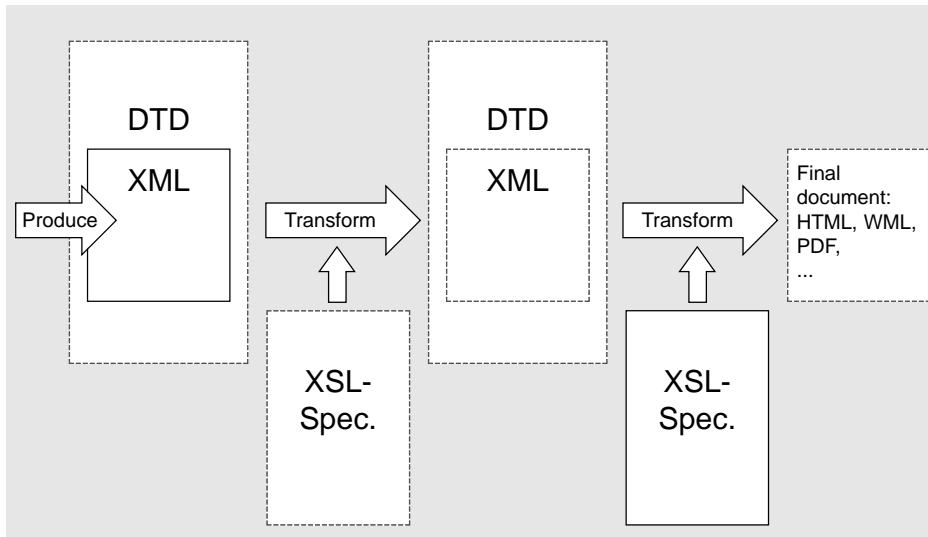 DTD
XML
Produce
Transform
XSL-
Spec.
DTD
XML
Transform
XSL-
Spec.
Final
document:
HTML, WML,
PDF,
...